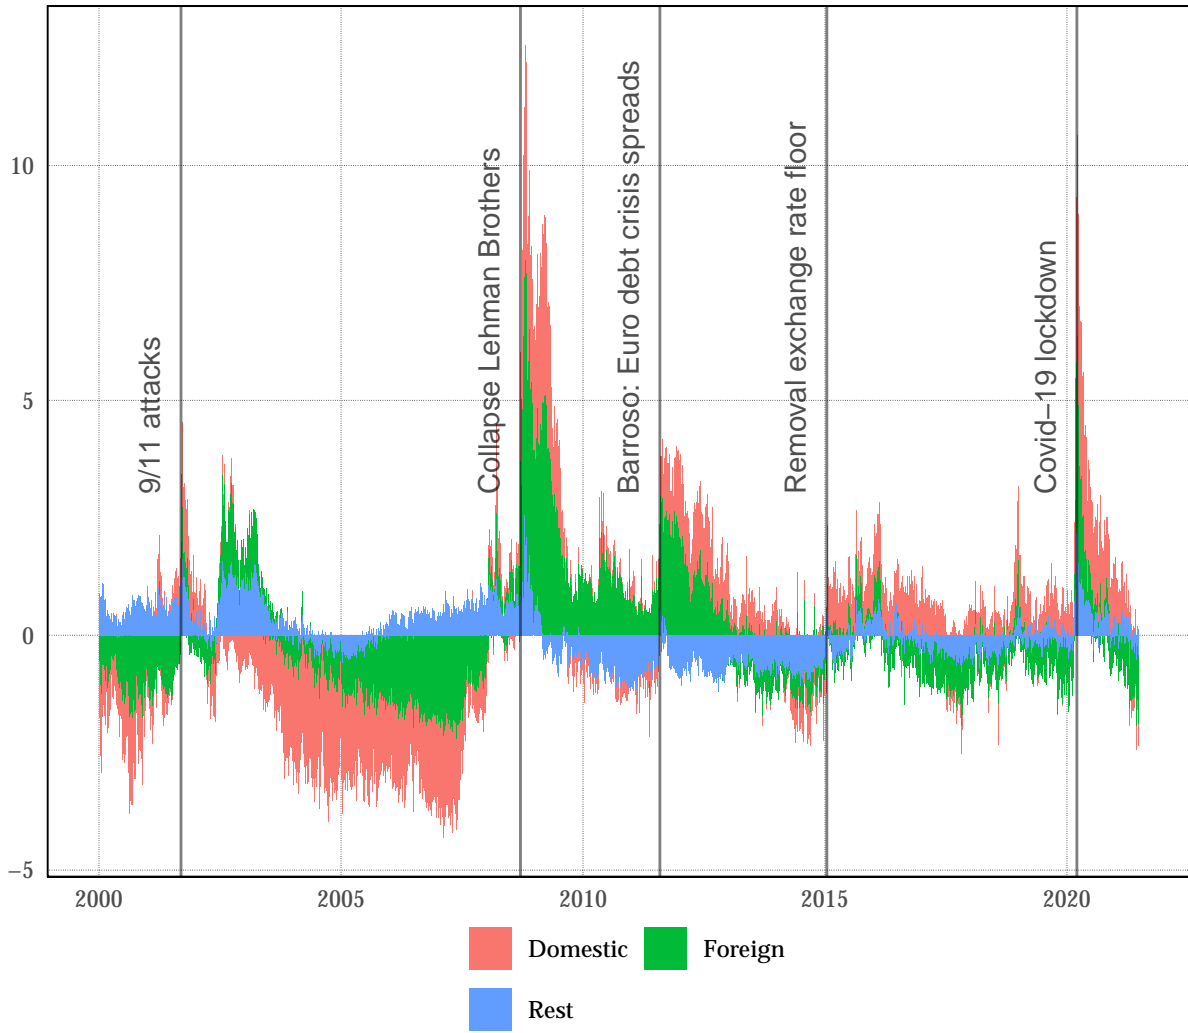 10
5
0
−5
9/11 attacks
Collapse Lehman Brothers
Barroso: Euro debt crisis spreads
Removal exchange rate floor
Covid−19 lockdown
2000 2005 2010 2015 2020
Domestic Foreign
Rest